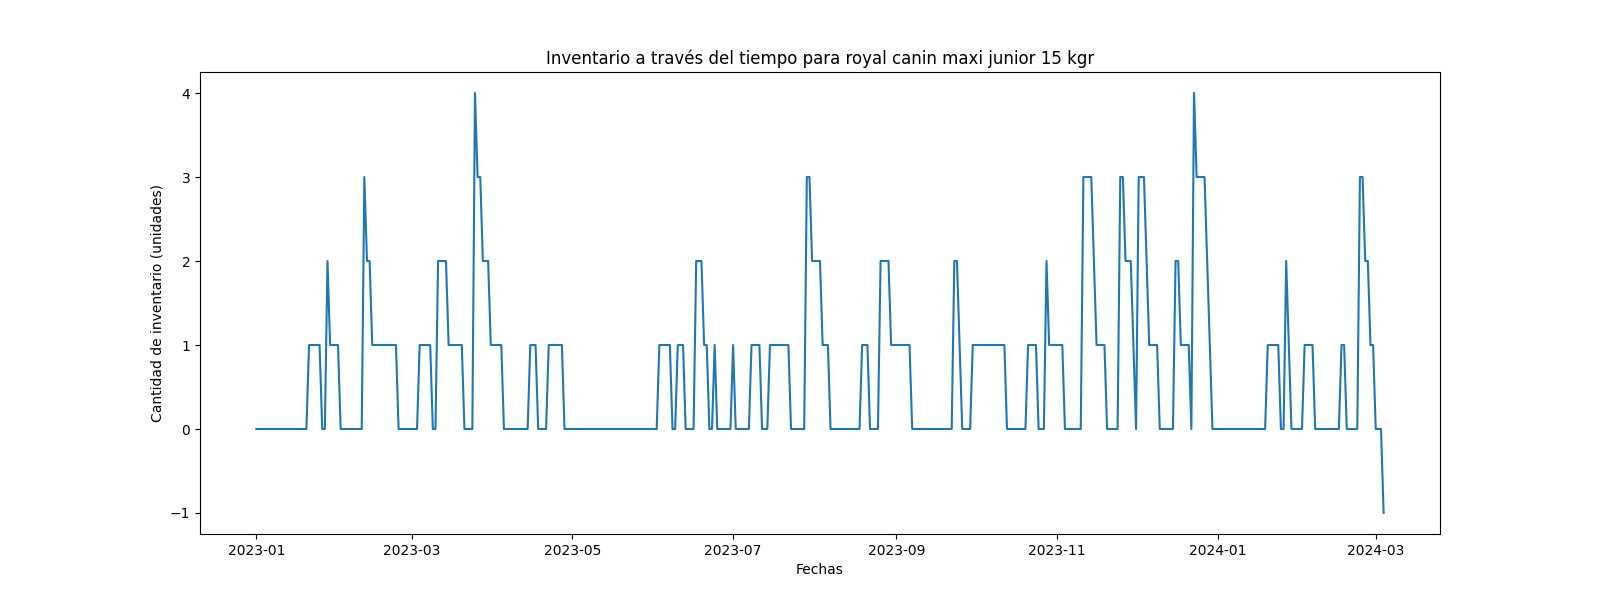 Inventario a través del tiempo para royal canin maxi junior 15 kgr
Cantidad de inventario (unidades)
4
3
2
1
0
−1
2023-01 2023-03 2023-05 2023-07 2023-09 2023-11 2024-01 2024-03
Fechas